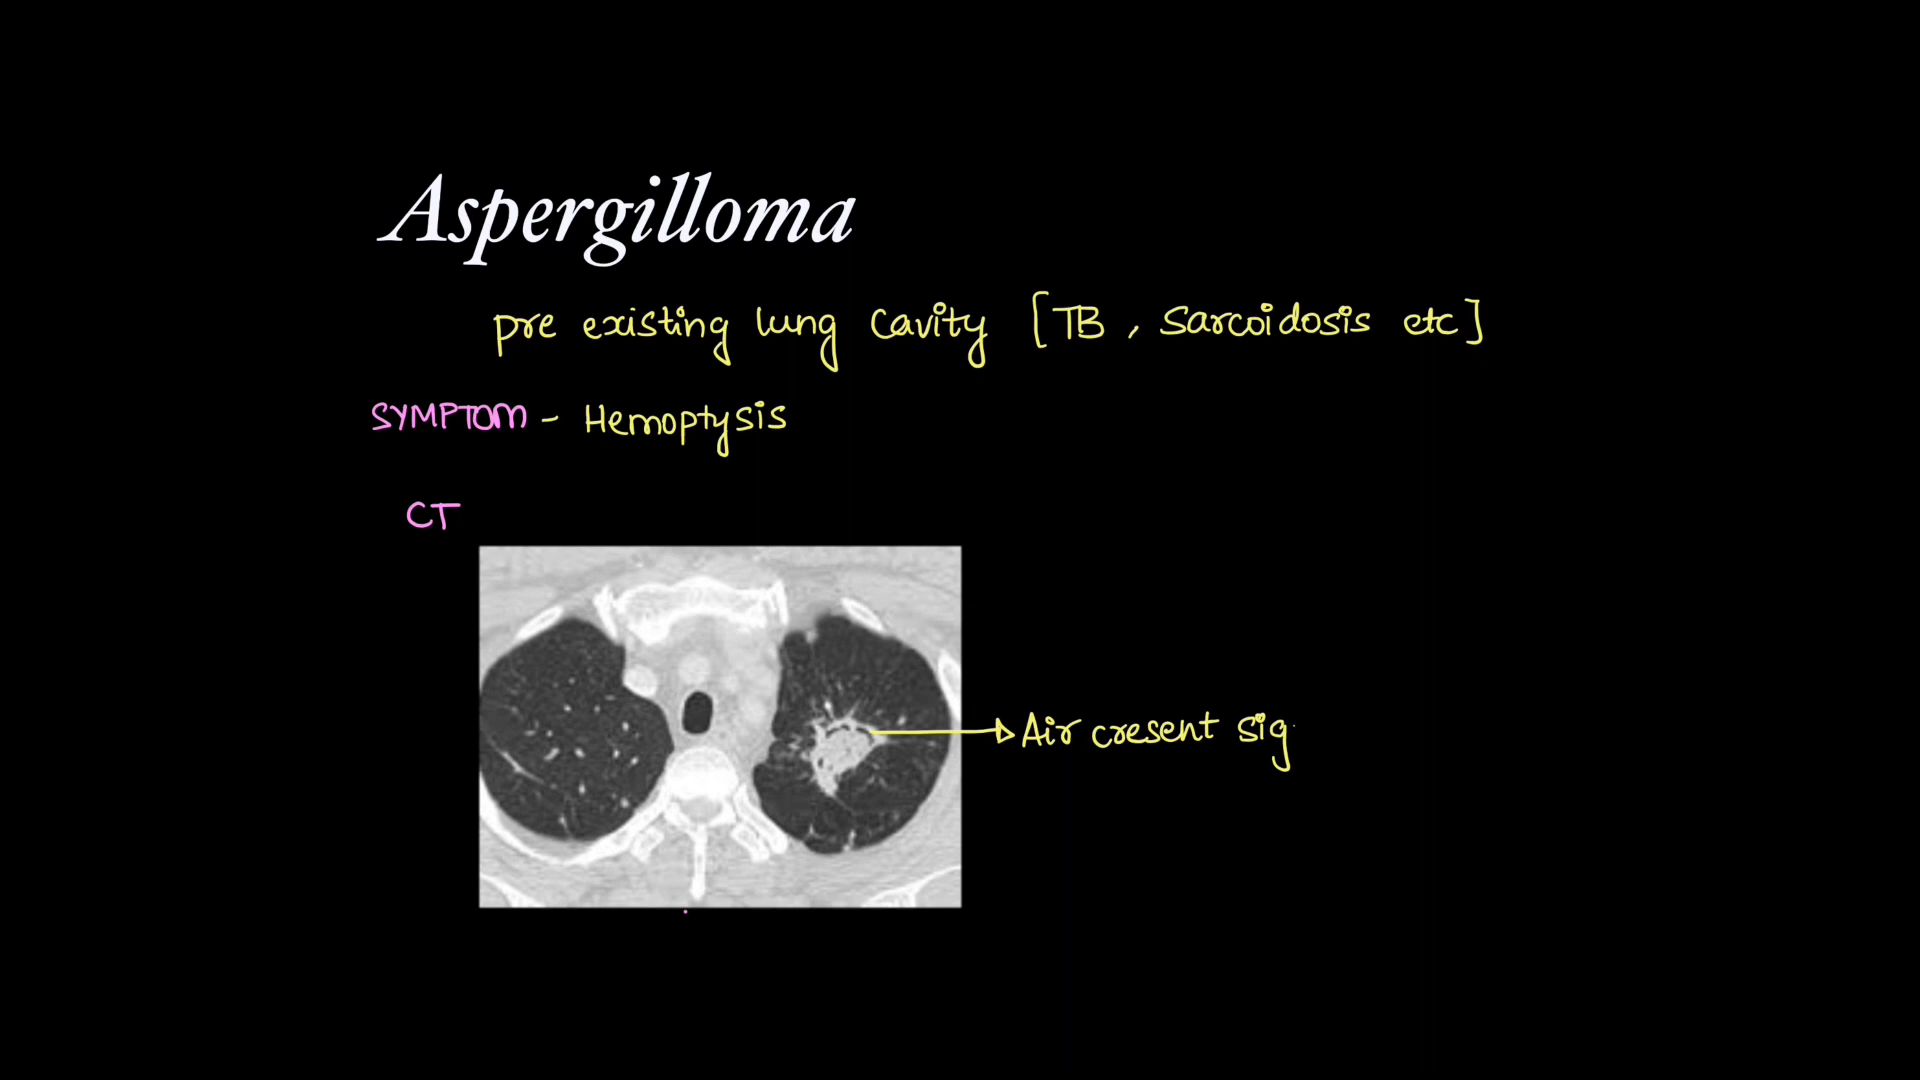 Aspergilloma
pre existing lung cavity [TB, Sarcoidosis etc]
SYMPTOM - Hemoptysis
CT
Air cresent sig